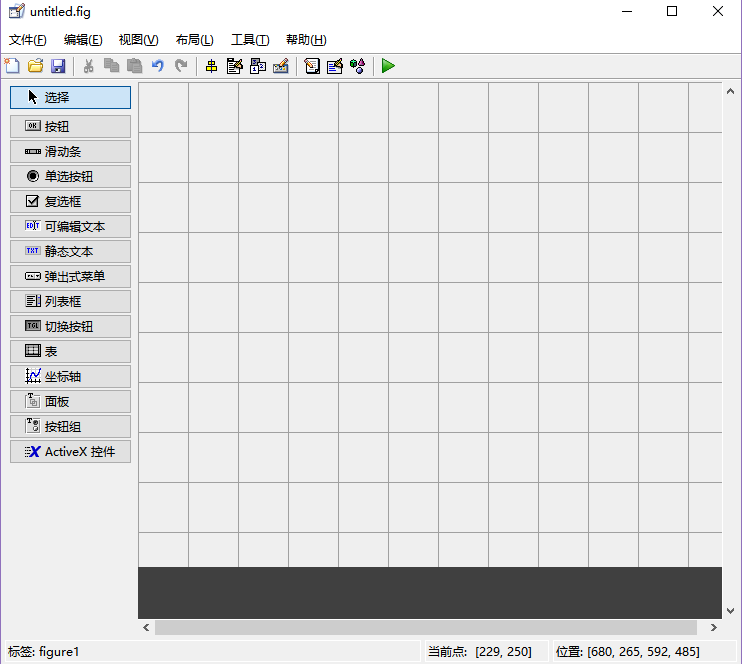 untitled.fig
文件(F) 编辑(E) 视图(V) 布局(L) 工具(T) 帮助(H)
选择
OK 按钮
滑动条
单选按钮
复选框
EDIT 可编辑文本
TXT 静态文本
弹出式菜单
列表框
TGL 切换按钮
表
坐标轴
T 面板
T 按钮组
X ActiveX 控件
标签: figure1 当前点: [229, 250] 位置: [680, 265, 592, 485]